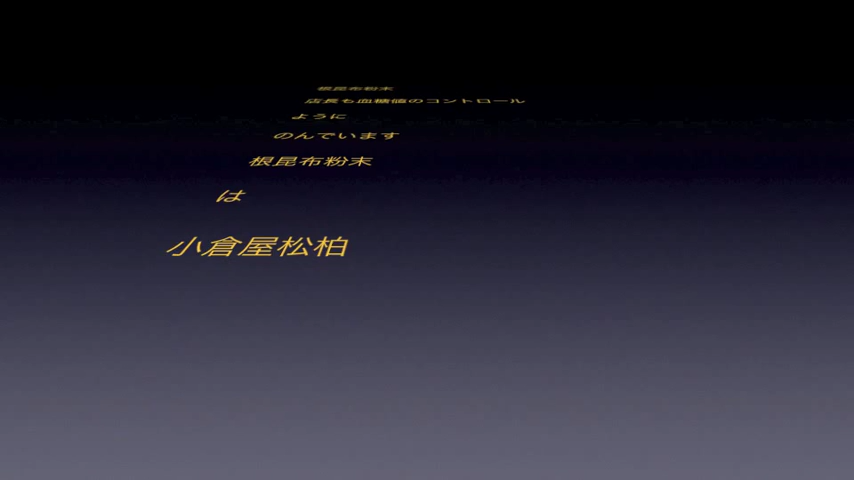 根昆布粉末
店長も血糖値のコントロール
ように
のんでいます
根昆布粉末
は
小倉屋松柏